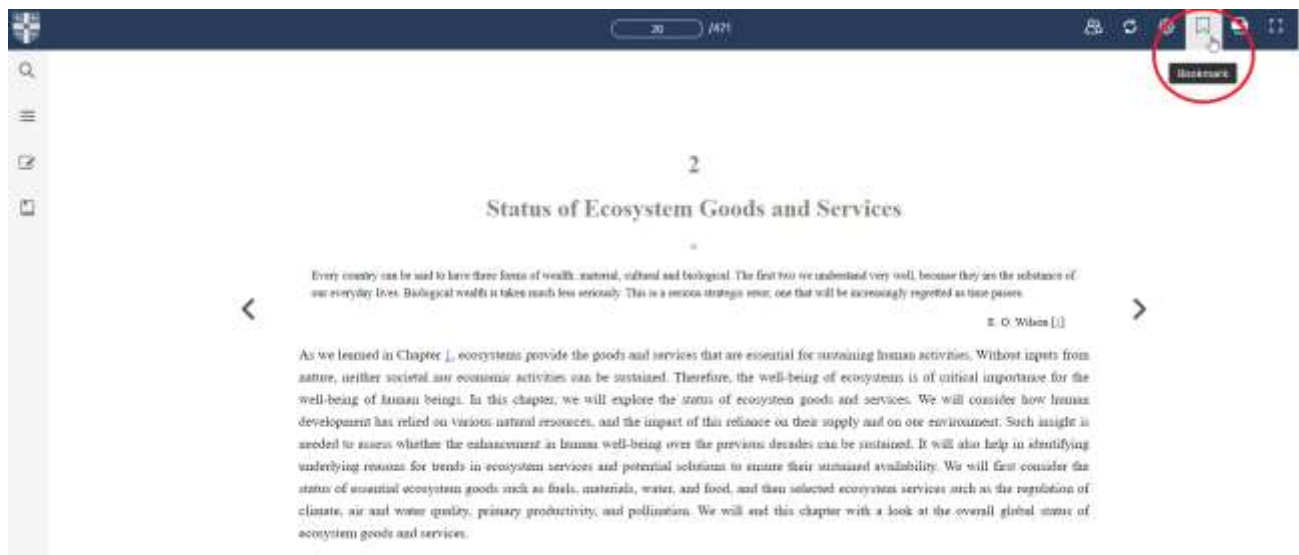 20 /471
Bookmark
2
Status of Ecosystem Goods and Services
Every country can be said to have three forms of wealth: material, cultural and biological. The first two we understand very well, because they are the substance of
our everyday lives. Biological wealth is taken much less seriously. This is a serious strategic error, one that will be increasingly regretted as time passes.
E. O. Wilson [1]
As we learned in Chapter 1, ecosystems provide the goods and services that are essential for sustaining human activities. Without inputs from
nature, neither societal nor economic activities can be sustained. Therefore, the well-being of ecosystems is of critical importance for the
well-being of human beings. In this chapter, we will explore the status of ecosystem goods and services. We will consider how human
development has relied on various natural resources, and the impact of this reliance on their supply and on our environment. Such insight is
needed to assess whether the enhancement in human well-being over the previous decades can be sustained. It will also help in identifying
underlying reasons for trends in ecosystem services and potential solutions to ensure their sustained availability. We will first consider the
status of essential ecosystem goods such as fuels, materials, water, and food, and then selected ecosystem services such as the regulation of
climate, air and water quality, primary productivity, and pollination. We will end this chapter with a look at the overall global status of
ecosystem goods and services.